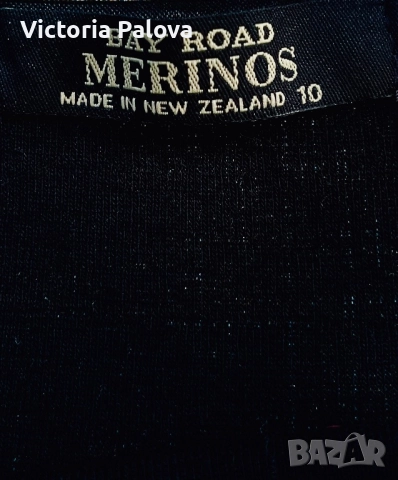 Victoria Palova
BAY ROAD
MERINOS
MADE IN NEW ZEALAND 10
BAZAR